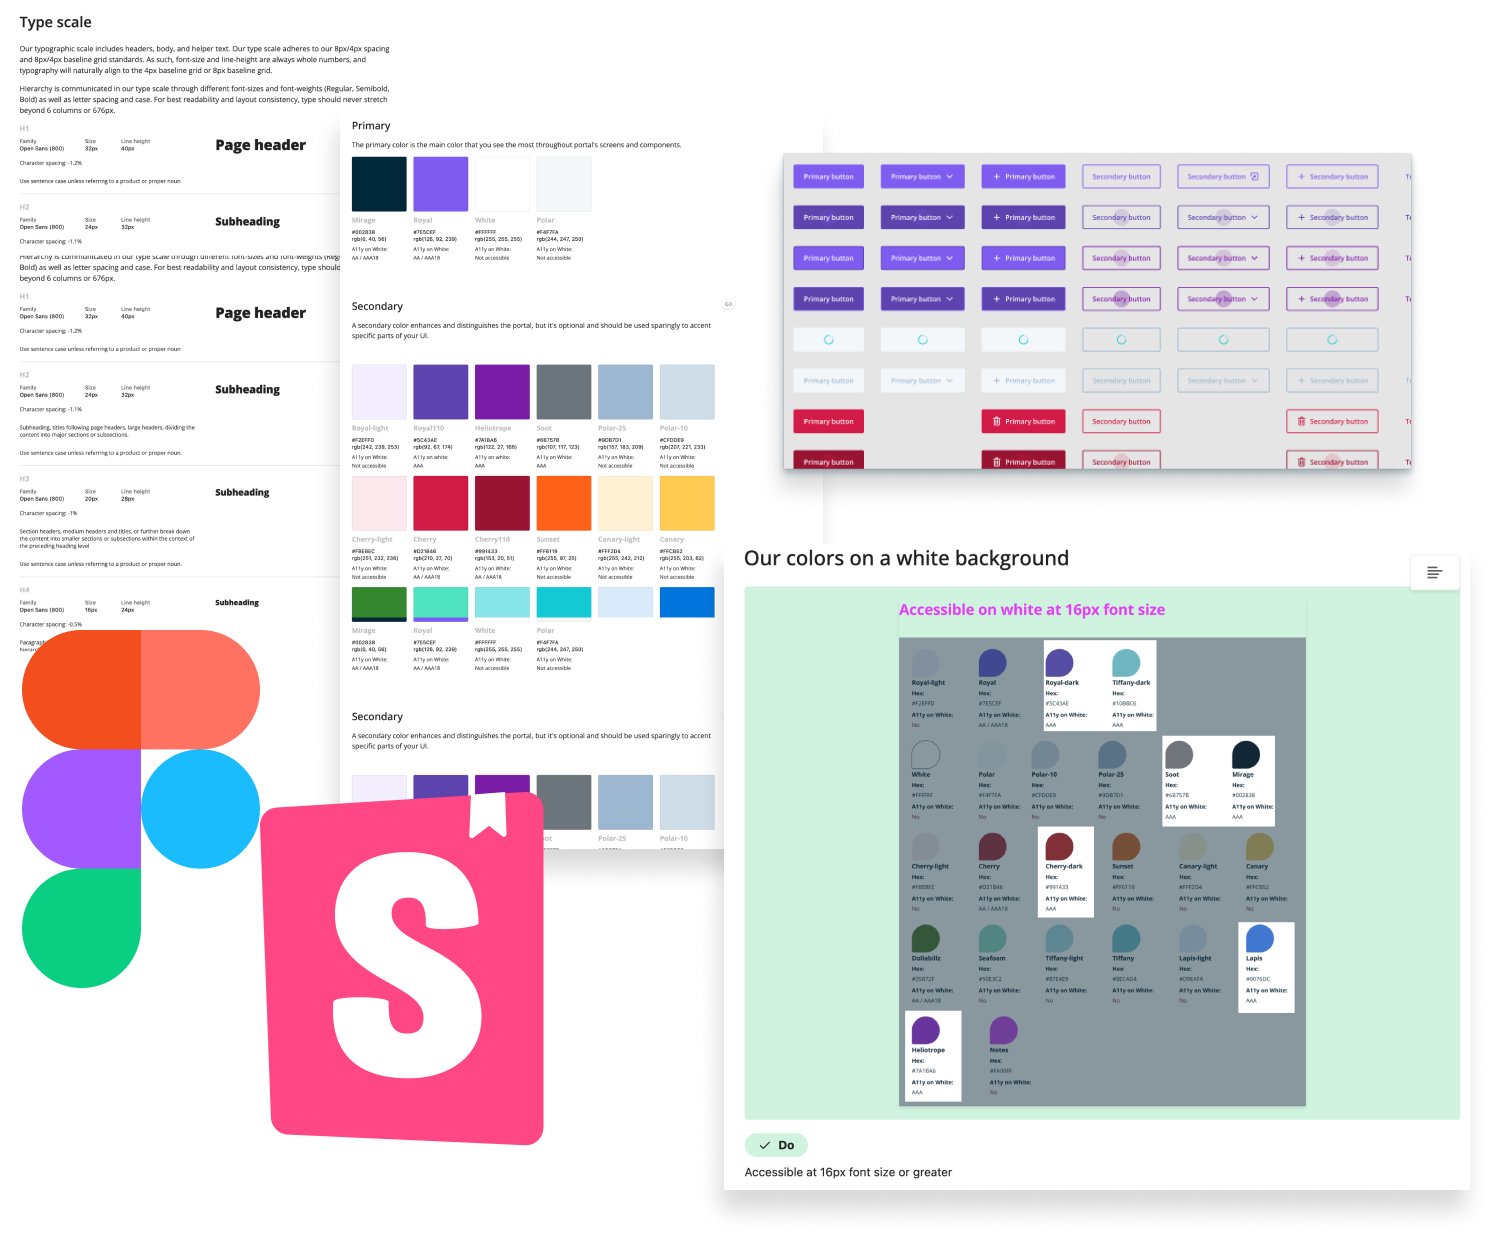 Type scale
Our typographic scale includes headers, body, and helper text. Our type scale adheres to our 8px/4px spacing
and 8px/4px baseline grid standards. As such, font-size and line-height are always whole numbers, and
typography will naturally align to the 4px baseline grid or 8px baseline grid.
Hierarchy is communicated in our type scale through different font-sizes and font-weights (Regular, Semibold,
Bold) as well as letter spacing and case. For best readability and layout consistency, type should never stretch
beyond 6 columns or 676px.
H1
Family Size Line height
Open Sans (800) 32px 40px
Page header
Character spacing: -1.2%
Use sentence case unless referring to a product or proper noun
H2
Family Size Line height
Open Sans (800) 24px 32px
Subheading
Character spacing: -1.1%
Hierarchy is communicated in our type scale through different font-sizes and font-weights
Bold) as well as letter spacing and case. For best readability and layout consistency, type should
beyond 6 columns or 676px.
H1
Family Size Line height
Open Sans (800) 32px 40px
Page header
Character spacing: -1.2%
Use sentence case unless referring to a product or proper noun
H2
Family Size Line height
Open Sans (800) 24px 32px
Subheading
Character spacing: -1.1%
Subheading, titles following page headers, large headers, dividing the
content into major sections or subsections.
Use sentence case unless referring to a product or proper noun.
H3
Family Size Line height
Open Sans (800) 20px 28px
Subheading
Character spacing: -1%
Section headers, medium headers and titles, or further break down
the content into smaller sections or subsections within the context of
the preceding heading level
Use sentence case unless referring to a product or proper noun.
H4
Family Size Line height
Open Sans (800) 16px 24px
Subheading
Character spacing: -0.5%
Primary
The primary color is the main color that you see the most throughout portal's screens and components.
Mirage Royal White Polar
#002838 #7E5CEF #FFFFFF #F4F7FA
rgb(0, 40, 56) rgb(126, 92, 239) rgb(255, 255, 255) rgb(244, 247, 250)
A11y on White: A11y on White: A11y on White: A11y on White:
AA / AAA18 AA / AAA18 Not accessible Not accessible
Secondary
A secondary color enhances and distinguishes the portal, but it's optional and should be used sparingly to accent
specific parts of your UI.
Royal-light Royal110 Heliotrope Soot Polar-25 Polar-10
#F2EFFD #5C43AE #7A1BA6 #6B757B #9DB7D1 #CFDDE9
rgb(242, 239, 253) rgb(92, 67, 174) rgb(122, 27, 166) rgb(107, 117, 123) rgb(157, 183, 209) rgb(207, 221, 233)
A11y on White: A11y on White: A11y on white: A11y on White: A11y on White: A11y on White:
Not accessible AAA AAA AAA Not accessible Not accessible
Cherry-light Cherry Cherry110 Sunset Canary-light Canary
#FBE8EC #D21B46 #991433 #FF6119 #FFF2D4 #FFCB52
rgb(251, 232, 236) rgb(210, 27, 70) rgb(153, 20, 51) rgb(255, 97, 25) rgb(255, 242, 212) rgb(255, 203, 82)
A11y on White: A11y on White: A11y on White: A11y on White: A11y on White: A11y on White:
Not accessible AA / AAA18 AA / AAA18 Not accessible Not accessible Not accessible
Mirage Royal White Polar
#002838 #7E5CEF #FFFFFF #F4F7FA
rgb(0, 40, 56) rgb(126, 92, 239) rgb(255, 255, 255) rgb(244, 247, 250)
A11y on White: A11y on White: A11y on White: A11y on White:
AA / AAA18 AA / AAA18 Not accessible Not accessible
Secondary
A secondary color enhances and distinguishes the portal, but it's optional and should be used sparingly to accent
specific parts of your UI.
Polar-25 Polar-10
S
Primary button Primary button + Primary button Secondary button Secondary button + Secondary button
Primary button Primary button + Primary button Secondary button Secondary button + Secondary button
Primary button Primary button + Primary button Secondary button Secondary button + Secondary button
Primary button Primary button + Primary button Secondary button Secondary button + Secondary button
Primary button Primary button + Primary button Secondary button Secondary button + Secondary button
Primary button Primary button Secondary button Secondary button
Primary button Primary button Secondary button Secondary button
Our colors on a white background
Accessible on white at 16px font size
Royal-light Royal Royal-dark Tiffany-dark
Hex: Hex: Hex: Hex:
#F2EFFD #7E5CEF #5C43AE #10BBC6
A11y on White: A11y on White: A11y on White: A11y on White:
No AA / AAA18 AAA AAA
White Polar Polar-10 Polar-25 Soot Mirage
Hex: Hex: Hex: Hex: Hex: Hex:
#FFFFFF #F4F7FA #CFDDE9 #9DB7D1 #6B757B #002838
A11y on White: A11y on White: A11y on White: A11y on White: A11y on White: A11y on White:
No No No No AAA AAA
Cherry-light Cherry Cherry-dark Sunset Canary-light Canary
Hex: Hex: Hex: Hex: Hex: Hex:
#FBE8EC #D21B46 #991433 #FF6119 #FFF2D4 #FFCB52
A11y on White: A11y on White: A11y on White: A11y on White: A11y on White: A11y on White:
No AA / AAA18 AAA No No No
Dollabillz Seafoam Tiffany-light Tiffany Lapis-light Lapis
Hex: Hex: Hex: Hex: Hex: Hex:
#35872F #50E3C2 #87E4E9 #0ECAD4 #D9EAFA #0076DC
A11y on White: A11y on White: A11y on White: A11y on White: A11y on White: A11y on White:
AA / AAA18 No No No No AAA
Heliotrope Notes
Hex: Hex:
#7A1BA6 #FA00FF
A11y on White: A11y on White:
AAA No
Do
Accessible at 16px font size or greater